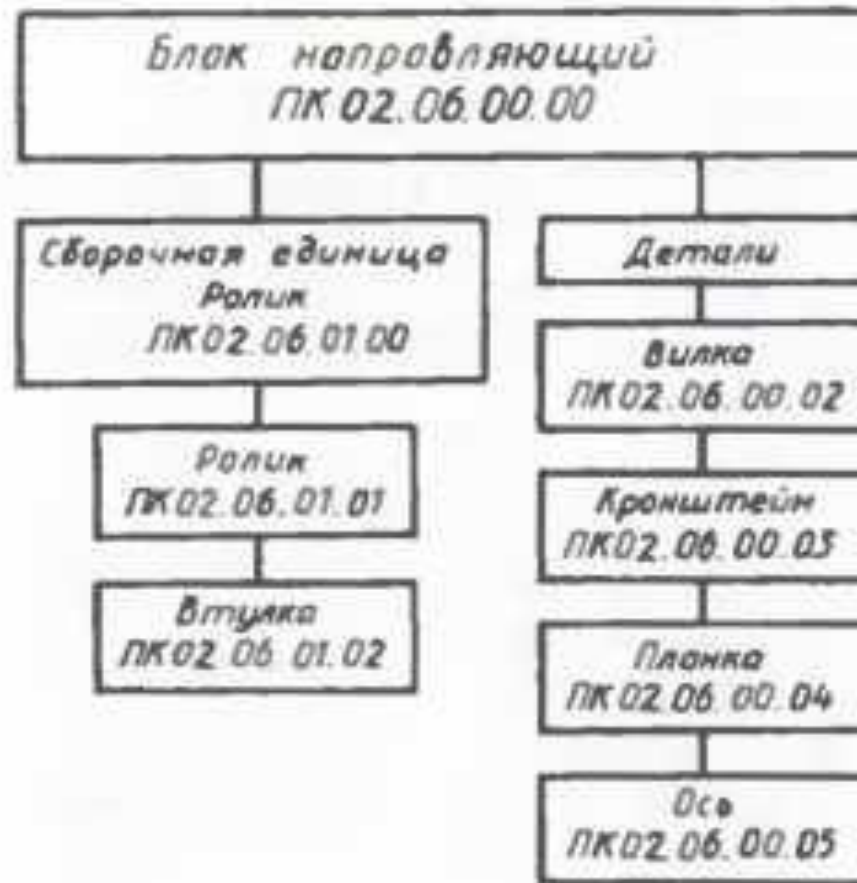 Блок направляющий
ПК 02.06.00.00
Сборочная единица
Ролик
ПК 02.06.01.00
Ролик
ПК 02.06.01.01
Втулка
ПК 02 06 01.02
Детали
Вилка
ПК 02.06.00.02
Кронштейн
ПК 02.06.00.03
Планка
ПК 02.06.00.04
Ось
ПК 02.06.00.05